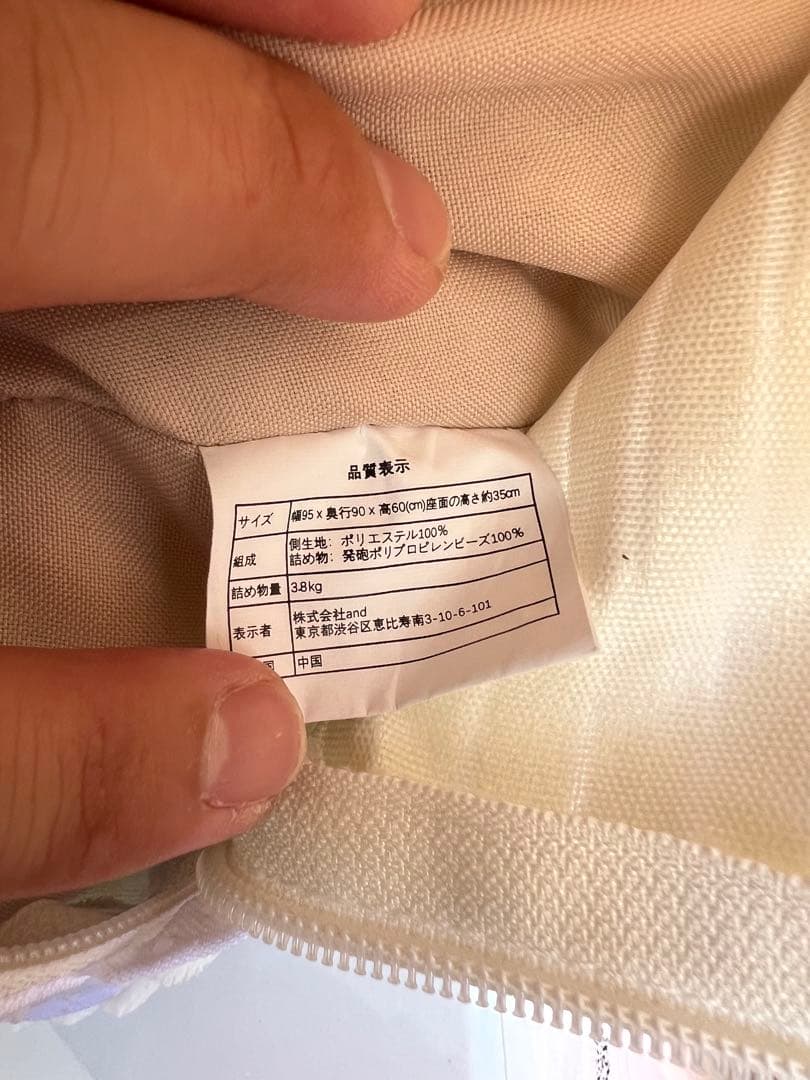 品質表示
サイズ 幅95 x 奥行90 x 高60(cm)座面の高さ約35cm
組成 側生地: ポリエステル100%
詰め物: 発砲ポリプロピレンビーズ100%
詰め物量 3.8kg
表示者 株式会社and
東京都渋谷区恵比寿南3-10-6-101
国 中国